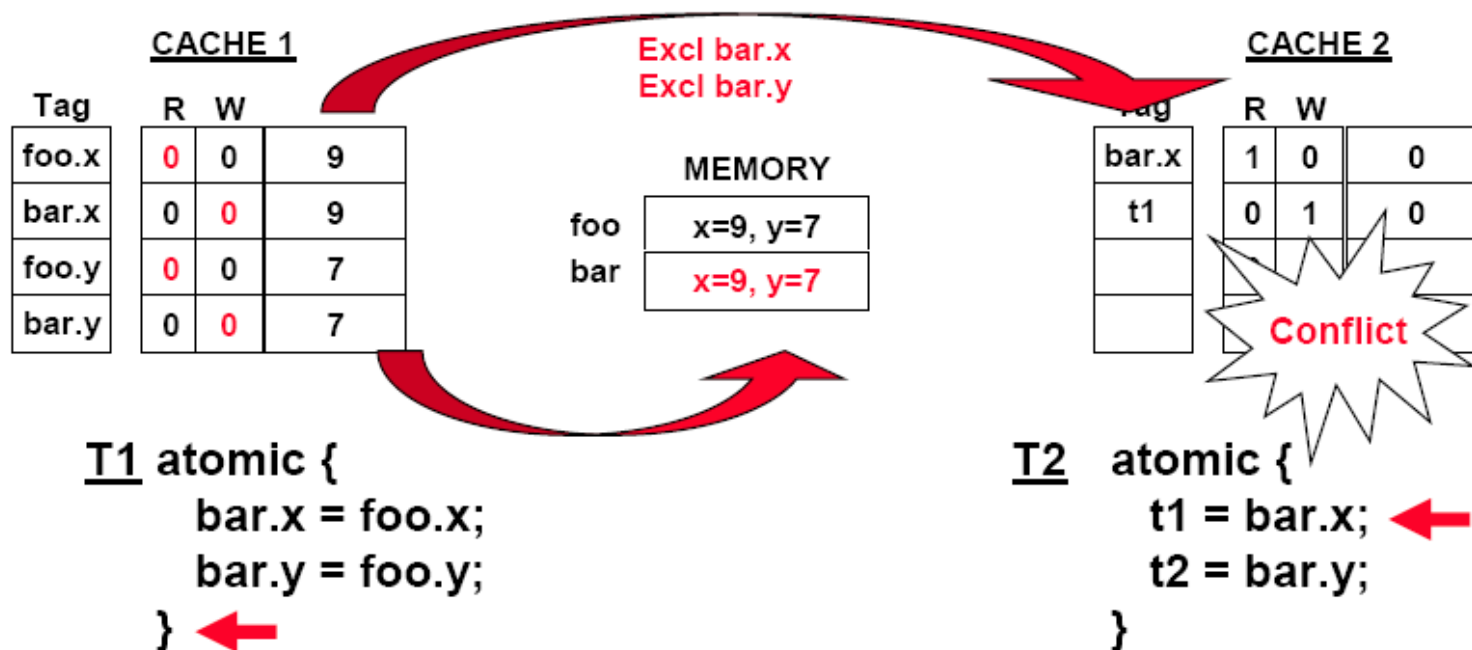 CACHE 1
Excl bar.x
Excl bar.y
CACHE 2
Tag R W
foo.x 0 0 9
bar.x 0 0 9
foo.y 0 0 7
bar.y 0 0 7
MEMORY
foo x=9, y=7
bar x=9, y=7
Tag R W
bar.x 1 0 0
t1 0 1 0
Conflict
T1 atomic {
bar.x = foo.x;
bar.y = foo.y;
}
T2 atomic {
t1 = bar.x;
t2 = bar.y;
}